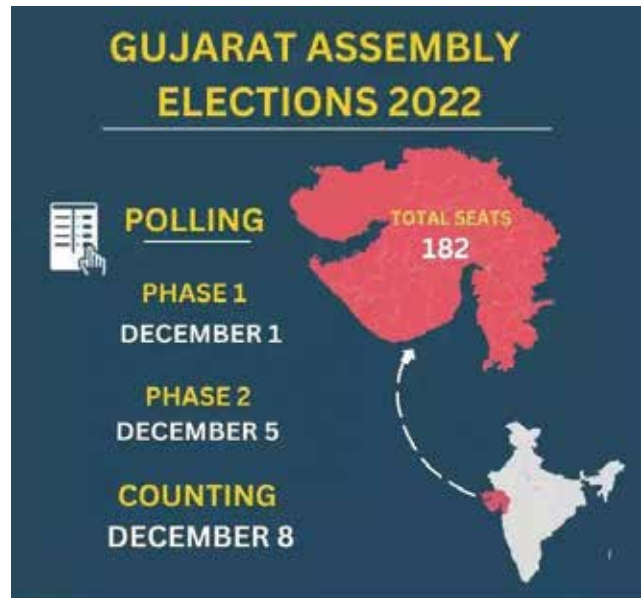 GUJARAT ASSEMBLY
ELECTIONS 2022
POLLING
PHASE 1
DECEMBER 1
PHASE 2
DECEMBER 5
COUNTING
DECEMBER 8
TOTAL SEATS
182